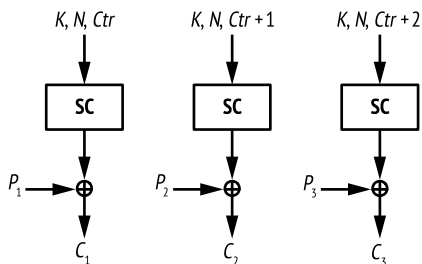 K, N, Ctr K, N, Ctr + 1 K, N, Ctr + 2
SC SC SC
P₁ P₂ P₃
C₁ C₂ C₃